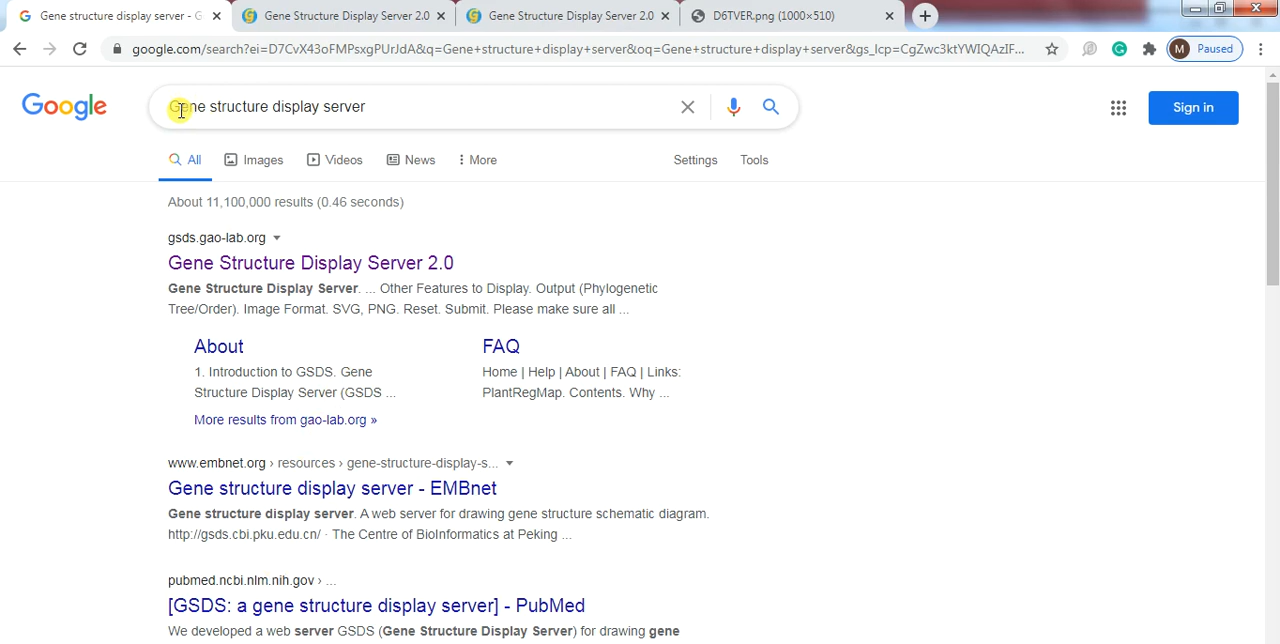 Gene structure display server - G
Gene Structure Display Server 2.0
Gene Structure Display Server 2.0
D6TVER.png (1000×510)
google.com/search?ei=D7CvX43oFMPsxgPUrJdA&q=Gene+structure+display+server&oq=Gene+structure+display+server&gs_lcp=CgZwc3ktYWIQAzIF...
M Paused
Google
Gene structure display server
Sign in
All Images Videos News More Settings Tools
About 11,100,000 results (0.46 seconds)
gsds.gao-lab.org
Gene Structure Display Server 2.0
Gene Structure Display Server. ... Other Features to Display. Output (Phylogenetic
Tree/Order). Image Format. SVG, PNG. Reset. Submit. Please make sure all ...
About
1. Introduction to GSDS. Gene
Structure Display Server (GSDS ...
FAQ
Home | Help | About | FAQ | Links:
PlantRegMap. Contents. Why ...
More results from gao-lab.org »
www.embnet.org › resources › gene-structure-display-s...
Gene structure display server - EMBnet
Gene structure display server. A web server for drawing gene structure schematic diagram.
http://gsds.cbi.pku.edu.cn/ · The Centre of BioInformatics at Peking ...
pubmed.ncbi.nlm.nih.gov › ...
[GSDS: a gene structure display server] - PubMed
We developed a web server GSDS (Gene Structure Display Server) for drawing gene